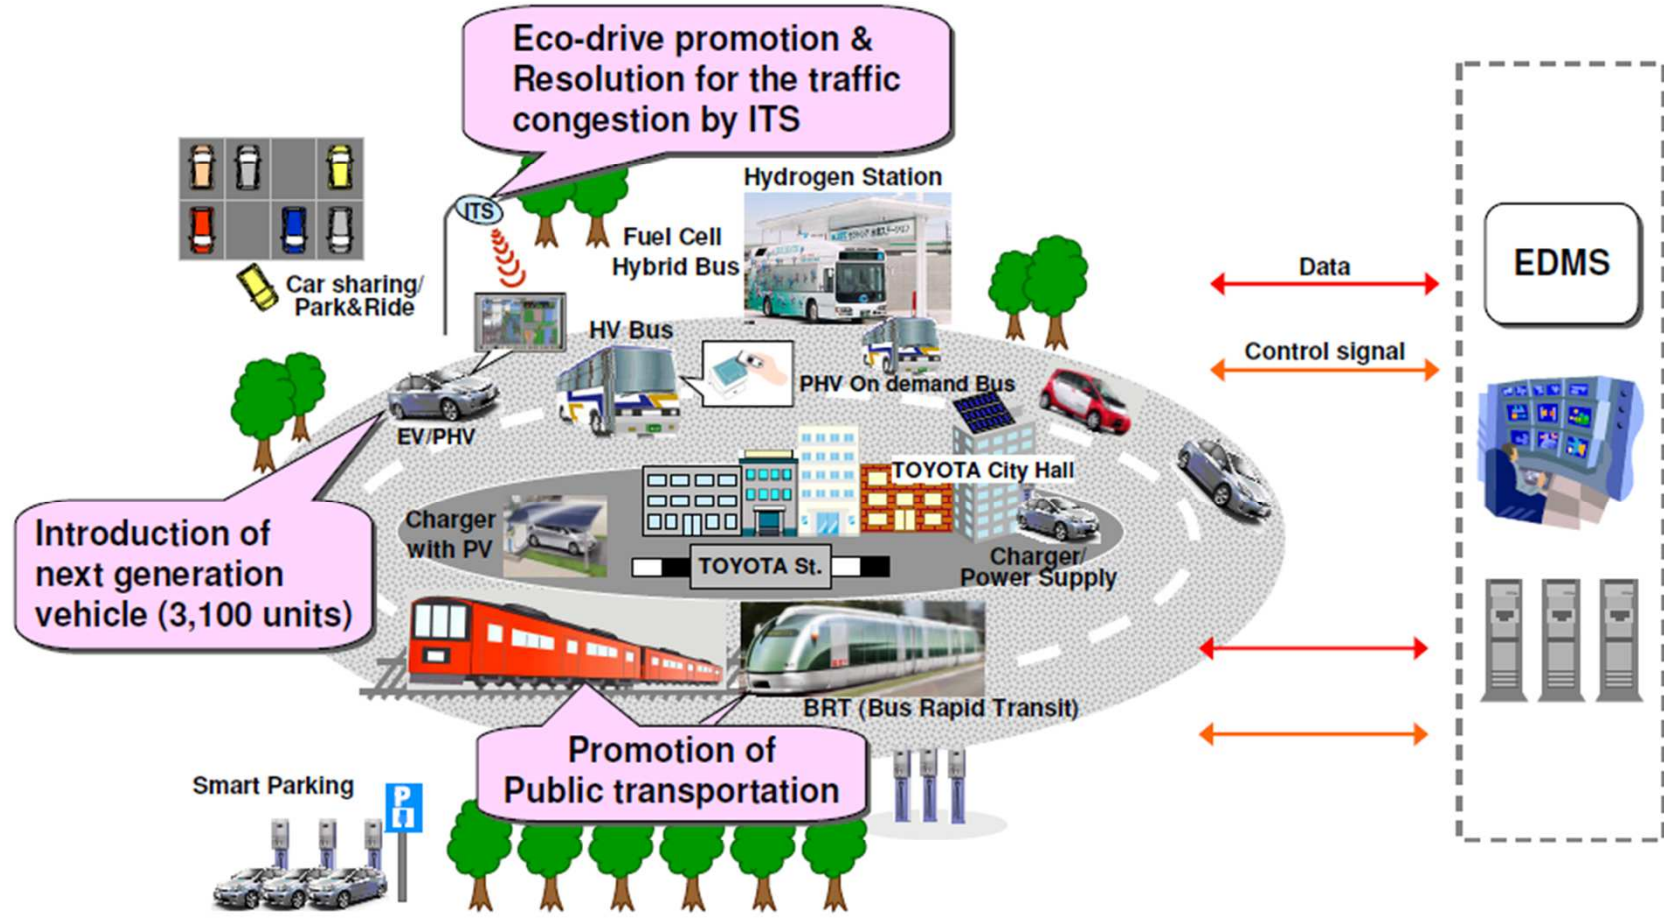 Eco-drive promotion &
Resolution for the traffic
congestion by ITS
Hydrogen Station
ITS
Fuel Cell
Hybrid Bus
Car sharing/
Park&Ride
HV Bus
PHV On demand Bus
EV/PHV
Data
Control signal
EDMS
TOYOTA City Hall
Introduction of
next generation
vehicle (3,100 units)
Charger
with PV
TOYOTA St.
Charger/
Power Supply
BRT (Bus Rapid Transit)
Promotion of
Public transportation
Smart Parking
P